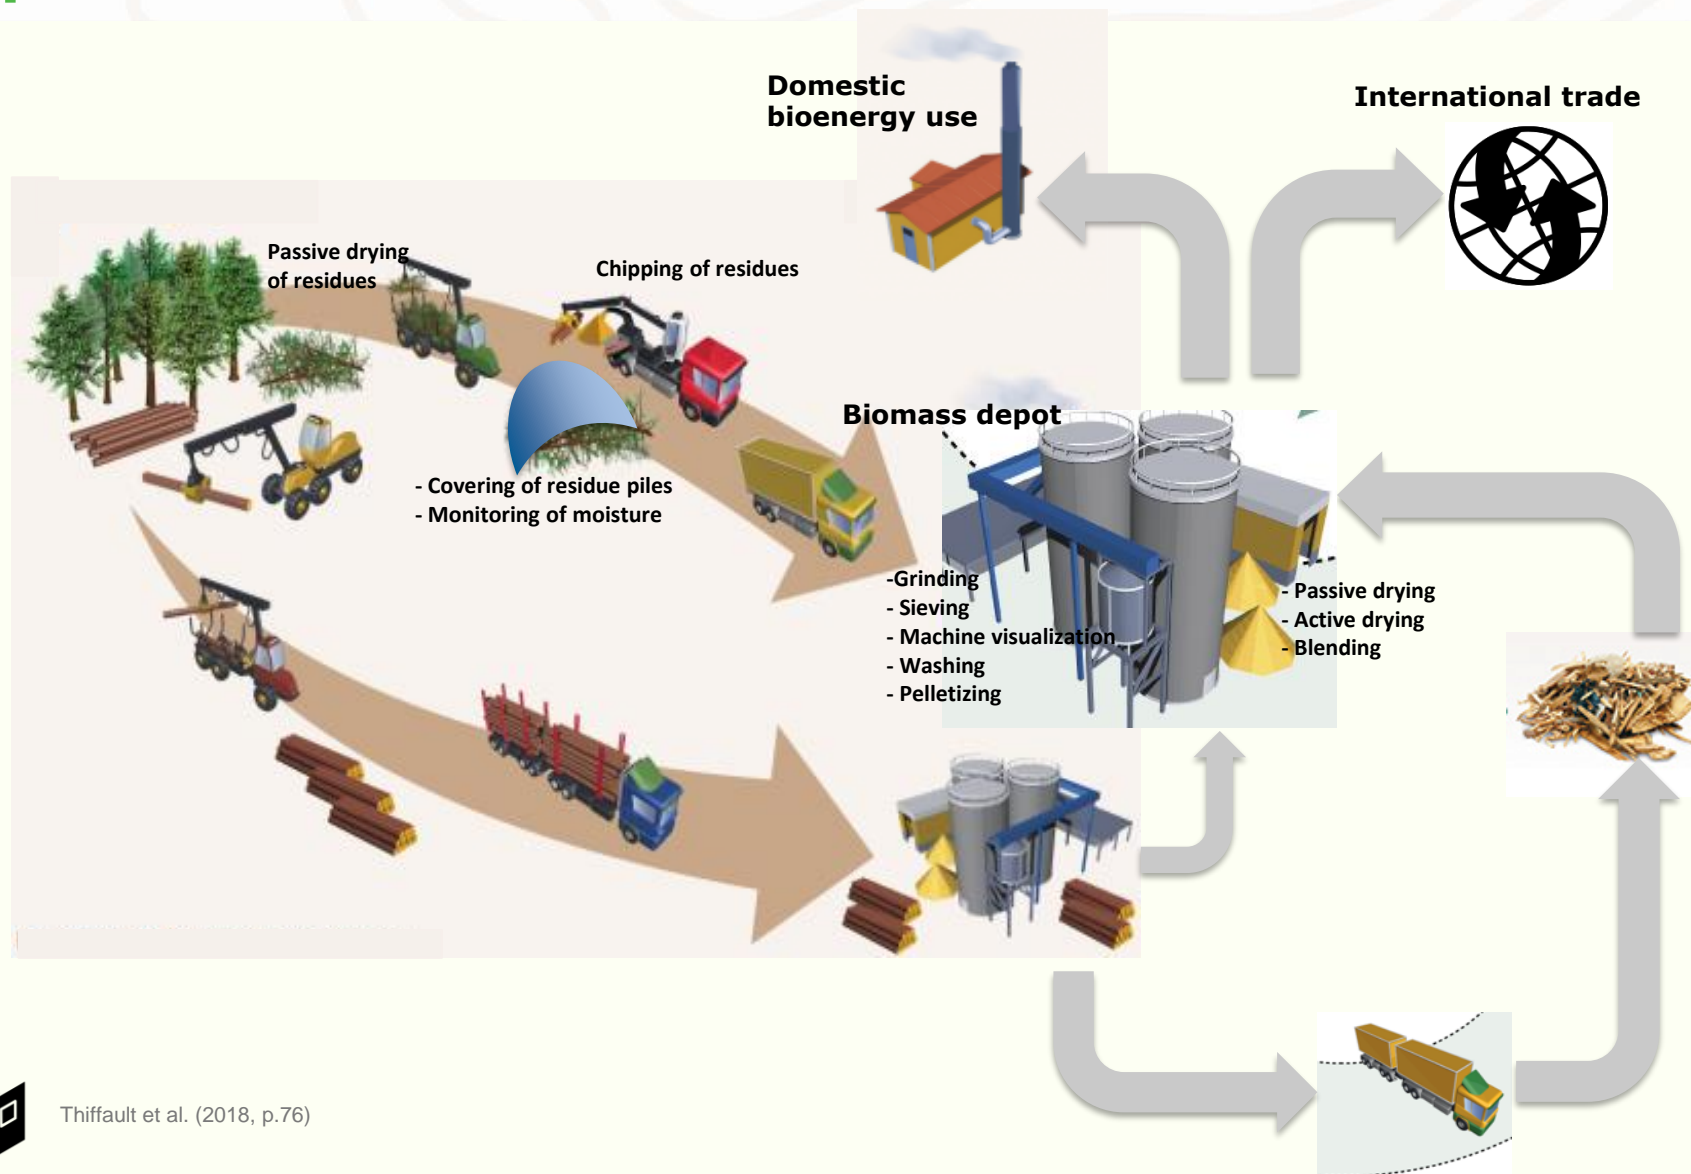 Domestic
bioenergy use
International trade
Passive drying
of residues
Chipping of residues
Biomass depot
- Covering of residue piles
- Monitoring of moisture
-Grinding
- Sieving
- Machine visualization
- Washing
- Pelletizing
- Passive drying
- Active drying
- Blending
Thiffault et al. (2018, p.76)